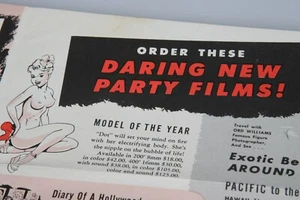 ORDER THESE
DARING NEW
PARTY FILMS!
MODEL OF THE YEAR
"Dot" will set your mind on fire
with her electrifying body. She's
the nipple on the bubble of life!
Available in 200' 8mm $18.00,
in color $42.00. 400' 16mm $30.00,
with sound $38.00, in color $105.00,
color and sound $125.00.
Travel with
ORD WILLIAMS
Famous Figure
Photographer,
And See -
Exotic Be
AROUND
PACIFIC to the
HAWAII
Diary Of A Hollywood